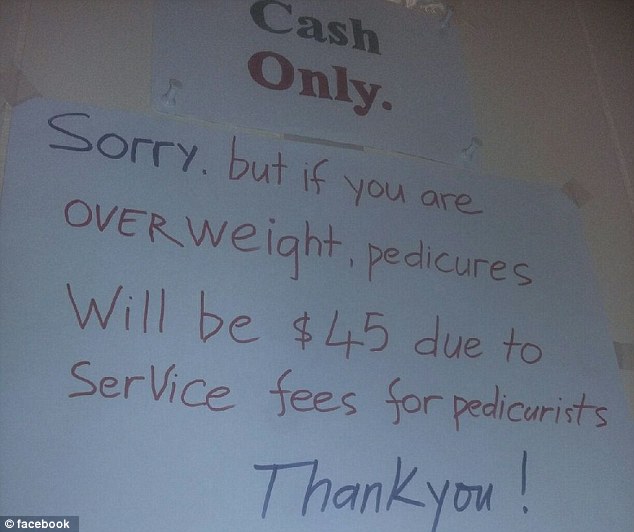 Cash
Only.
Sorry. but if you are
OVERWeight, pedicures
Will be $45 due to
Service fees for pedicurists
Thankyou!
© facebook